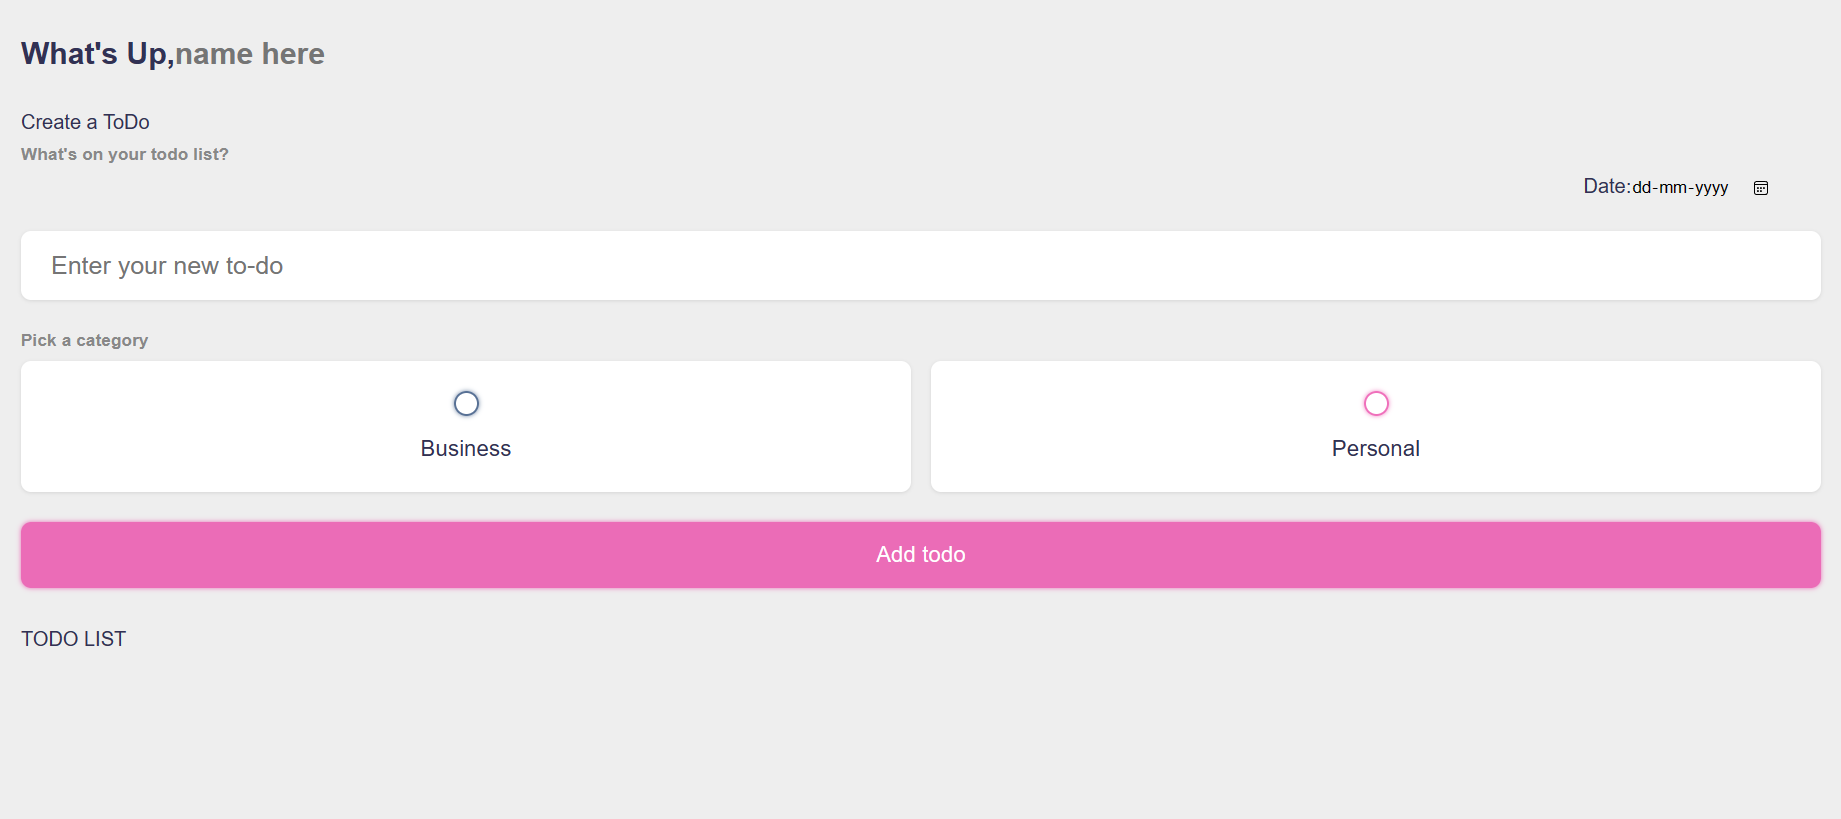 What's Up,name here
Create a ToDo
What's on your todo list?
Date:dd-mm-yyyy
Enter your new to-do
Pick a category
Business
Personal
Add todo
TODO LIST